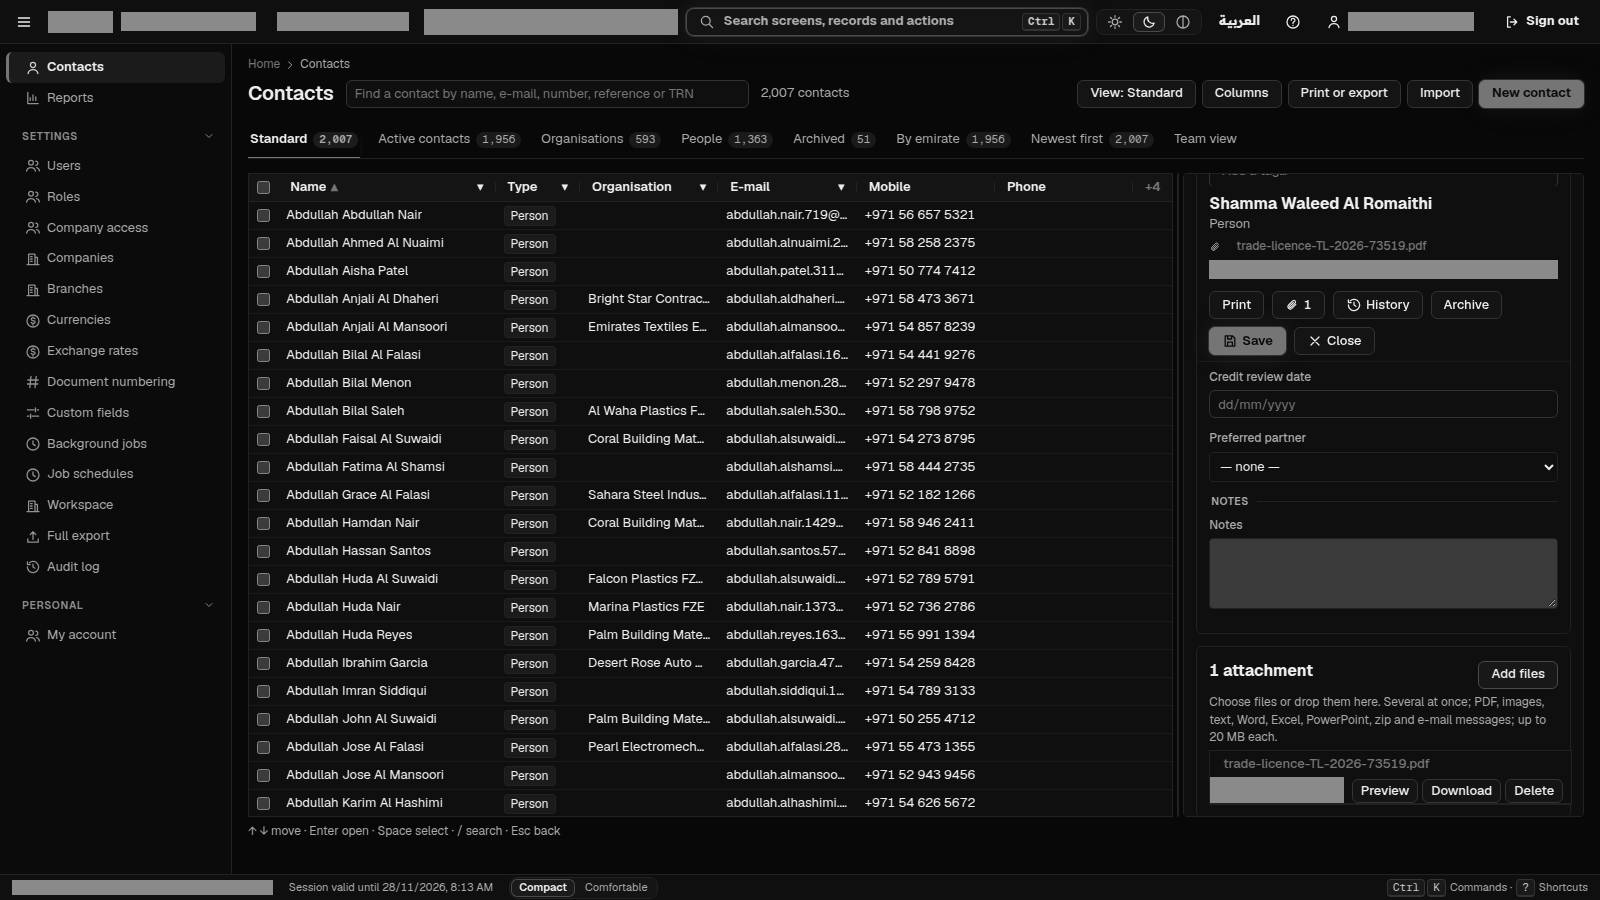 Search screens, records and actions Ctrl K
العربية
Sign out
Contacts
Reports
SETTINGS
Users
Roles
Company access
Companies
Branches
Currencies
Exchange rates
Document numbering
Custom fields
Background jobs
Job schedules
Workspace
Full export
Audit log
PERSONAL
My account
Home > Contacts
Contacts
Find a contact by name, e-mail, number, reference or TRN
2,007 contacts
View: Standard
Columns
Print or export
Import
New contact
Standard 2,007
Active contacts 1,956
Organisations 593
People 1,363
Archived 51
By emirate 1,956
Newest first 2,007
Team view
Name ▲ ▼ Type ▼ Organisation ▼ E-mail ▼ Mobile Phone +4
Abdullah Abdullah Nair Person abdullah.nair.719@... +971 56 657 5321
Abdullah Ahmed Al Nuaimi Person abdullah.alnuaimi.2... +971 58 258 2375
Abdullah Aisha Patel Person abdullah.patel.311... +971 50 774 7412
Abdullah Anjali Al Dhaheri Person Bright Star Contrac... abdullah.aldhaheri.... +971 58 473 3671
Abdullah Anjali Al Mansoori Person Emirates Textiles E... abdullah.almansoo... +971 54 857 8239
Abdullah Bilal Al Falasi Person abdullah.alfalasi.16... +971 54 441 9276
Abdullah Bilal Menon Person abdullah.menon.28... +971 52 297 9478
Abdullah Bilal Saleh Person Al Waha Plastics F... abdullah.saleh.530... +971 58 798 9752
Abdullah Faisal Al Suwaidi Person Coral Building Mat... abdullah.alsuwaidi.... +971 54 273 8795
Abdullah Fatima Al Shamsi Person abdullah.alshamsi.... +971 58 444 2735
Abdullah Grace Al Falasi Person Sahara Steel Indus... abdullah.alfalasi.11... +971 52 182 1266
Abdullah Hamdan Nair Person Coral Building Mat... abdullah.nair.1429... +971 58 946 2411
Abdullah Hassan Santos Person abdullah.santos.57... +971 52 841 8898
Abdullah Huda Al Suwaidi Person Falcon Plastics FZ... abdullah.alsuwaidi.... +971 52 789 5791
Abdullah Huda Nair Person Marina Plastics FZE abdullah.nair.1373... +971 52 736 2786
Abdullah Huda Reyes Person Palm Building Mate... abdullah.reyes.163... +971 55 991 1394
Abdullah Ibrahim Garcia Person Desert Rose Auto ... abdullah.garcia.47... +971 54 259 8428
Abdullah Imran Siddiqui Person abdullah.siddiqui.1... +971 54 789 3133
Abdullah John Al Suwaidi Person Palm Building Mate... abdullah.alsuwaidi.... +971 50 255 4712
Abdullah Jose Al Falasi Person Pearl Electromech... abdullah.alfalasi.28... +971 55 473 1355
Abdullah Jose Al Mansoori Person abdullah.almansoo... +971 52 943 9456
Abdullah Karim Al Hashimi Person abdullah.alhashimi.... +971 54 626 5672
↑↓ move · Enter open · Space select · / search · Esc back
Shamma Waleed Al Romaithi
Person
trade-licence-TL-2026-73519.pdf
Print
1
History
Archive
Save
Close
Credit review date
dd/mm/yyyy
Preferred partner
— none —
NOTES
Notes
1 attachment
Add files
Choose files or drop them here. Several at once; PDF, images,
text, Word, Excel, PowerPoint, zip and e-mail messages; up to
20 MB each.
trade-licence-TL-2026-73519.pdf
Preview
Download
Delete
Session valid until 28/11/2026, 8:13 AM
Compact
Comfortable
Ctrl K Commands · ? Shortcuts